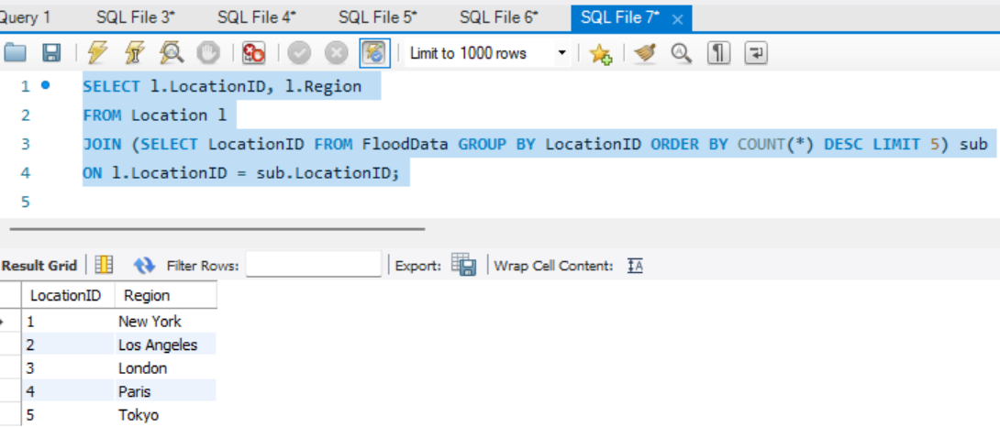 Query 1 SQL File 3* SQL File 4* SQL File 5* SQL File 6* SQL File 7* ×
Limit to 1000 rows
1 SELECT l.LocationID, l.Region
2 FROM Location l
3 JOIN (SELECT LocationID FROM FloodData GROUP BY LocationID ORDER BY COUNT(*) DESC LIMIT 5) sub
4 ON l.LocationID = sub.LocationID;
5
Result Grid Filter Rows: Export: Wrap Cell Content: IA
LocationID Region
1 New York
2 Los Angeles
3 London
4 Paris
5 Tokyo